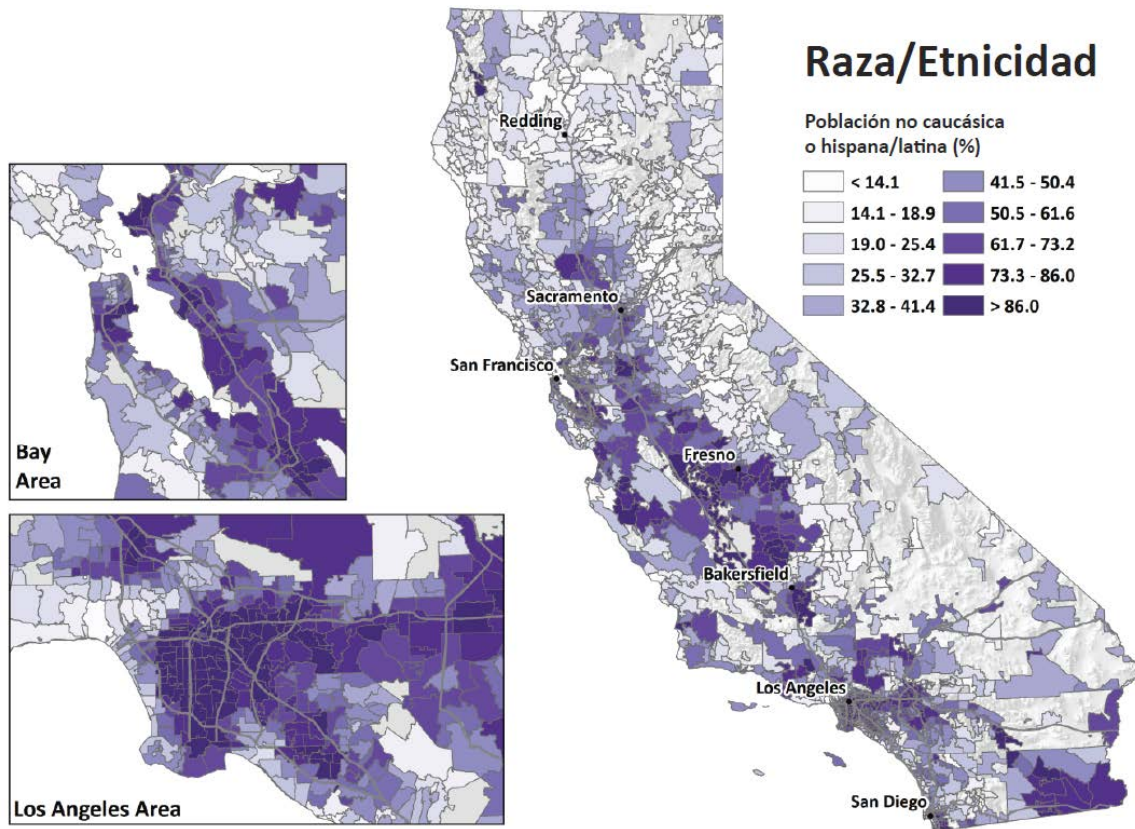 Raza/Etnicidad
Población no caucásica
o hispana/latina (%)
< 14.1
14.1 - 18.9
19.0 - 25.4
25.5 - 32.7
32.8 - 41.4
41.5 - 50.4
50.5 - 61.6
61.7 - 73.2
73.3 - 86.0
> 86.0
Redding
Sacramento
San Francisco
Fresno
Bakersfield
Los Angeles
San Diego
Bay
Area
Los Angeles Area